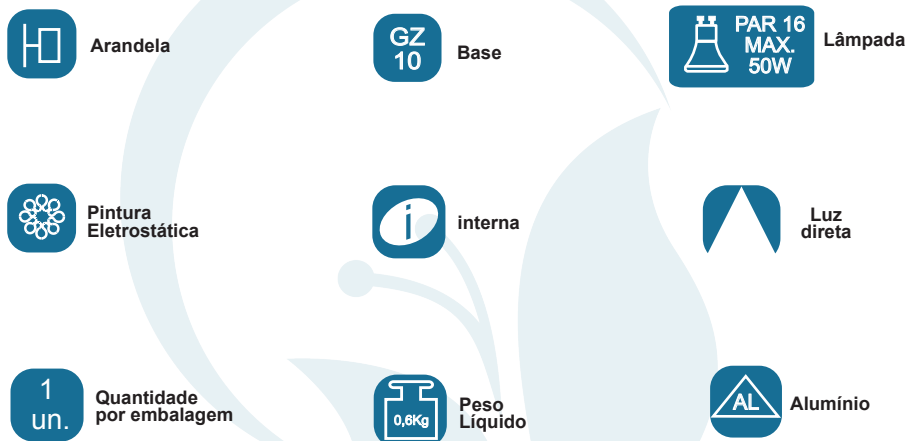 Arandela
GZ
10
Base
PAR 16
MAX.
50W
Lâmpada
Pintura
Eletrostática
i
interna
Luz
direta
1
un.
Quantidade
por embalagem
0,6Kg
Peso
Líquido
AL
Alumínio